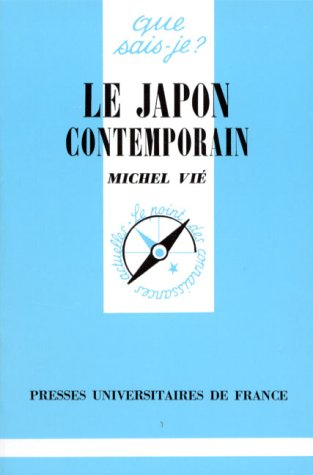 que
sais-je?
LE JAPON
CONTEMPORAIN
MICHEL VIÉ
le point des connaissances actuelles
PRESSES UNIVERSITAIRES DE FRANCE